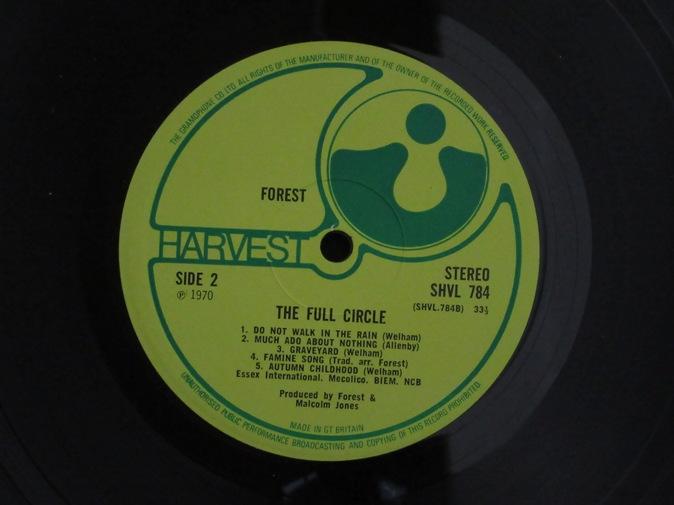 THE GRAMOPHONE CO LTD. ALL RIGHTS OF THE MANUFACTURER AND OF THE OWNER OF THE RECORDED WORK RESERVED.
FOREST
HARVEST
SIDE 2
℗ 1970
STEREO
SHVL 784
(SHVL.784B) 33⅓
THE FULL CIRCLE
1. DO NOT WALK IN THE RAIN (Welham)
2. MUCH ADO ABOUT NOTHING (Allenby)
3. GRAVEYARD (Welham)
4. FAMINE SONG (Trad. arr. Forest)
5. AUTUMN CHILDHOOD (Welham)
Essex International. Mecolico. BIEM. NCB
Produced by Forest &
Malcolm Jones
MADE IN GT BRITAIN
UNAUTHORISED PUBLIC PERFORMANCE BROADCASTING AND COPYING OF THIS RECORD PROHIBITED.